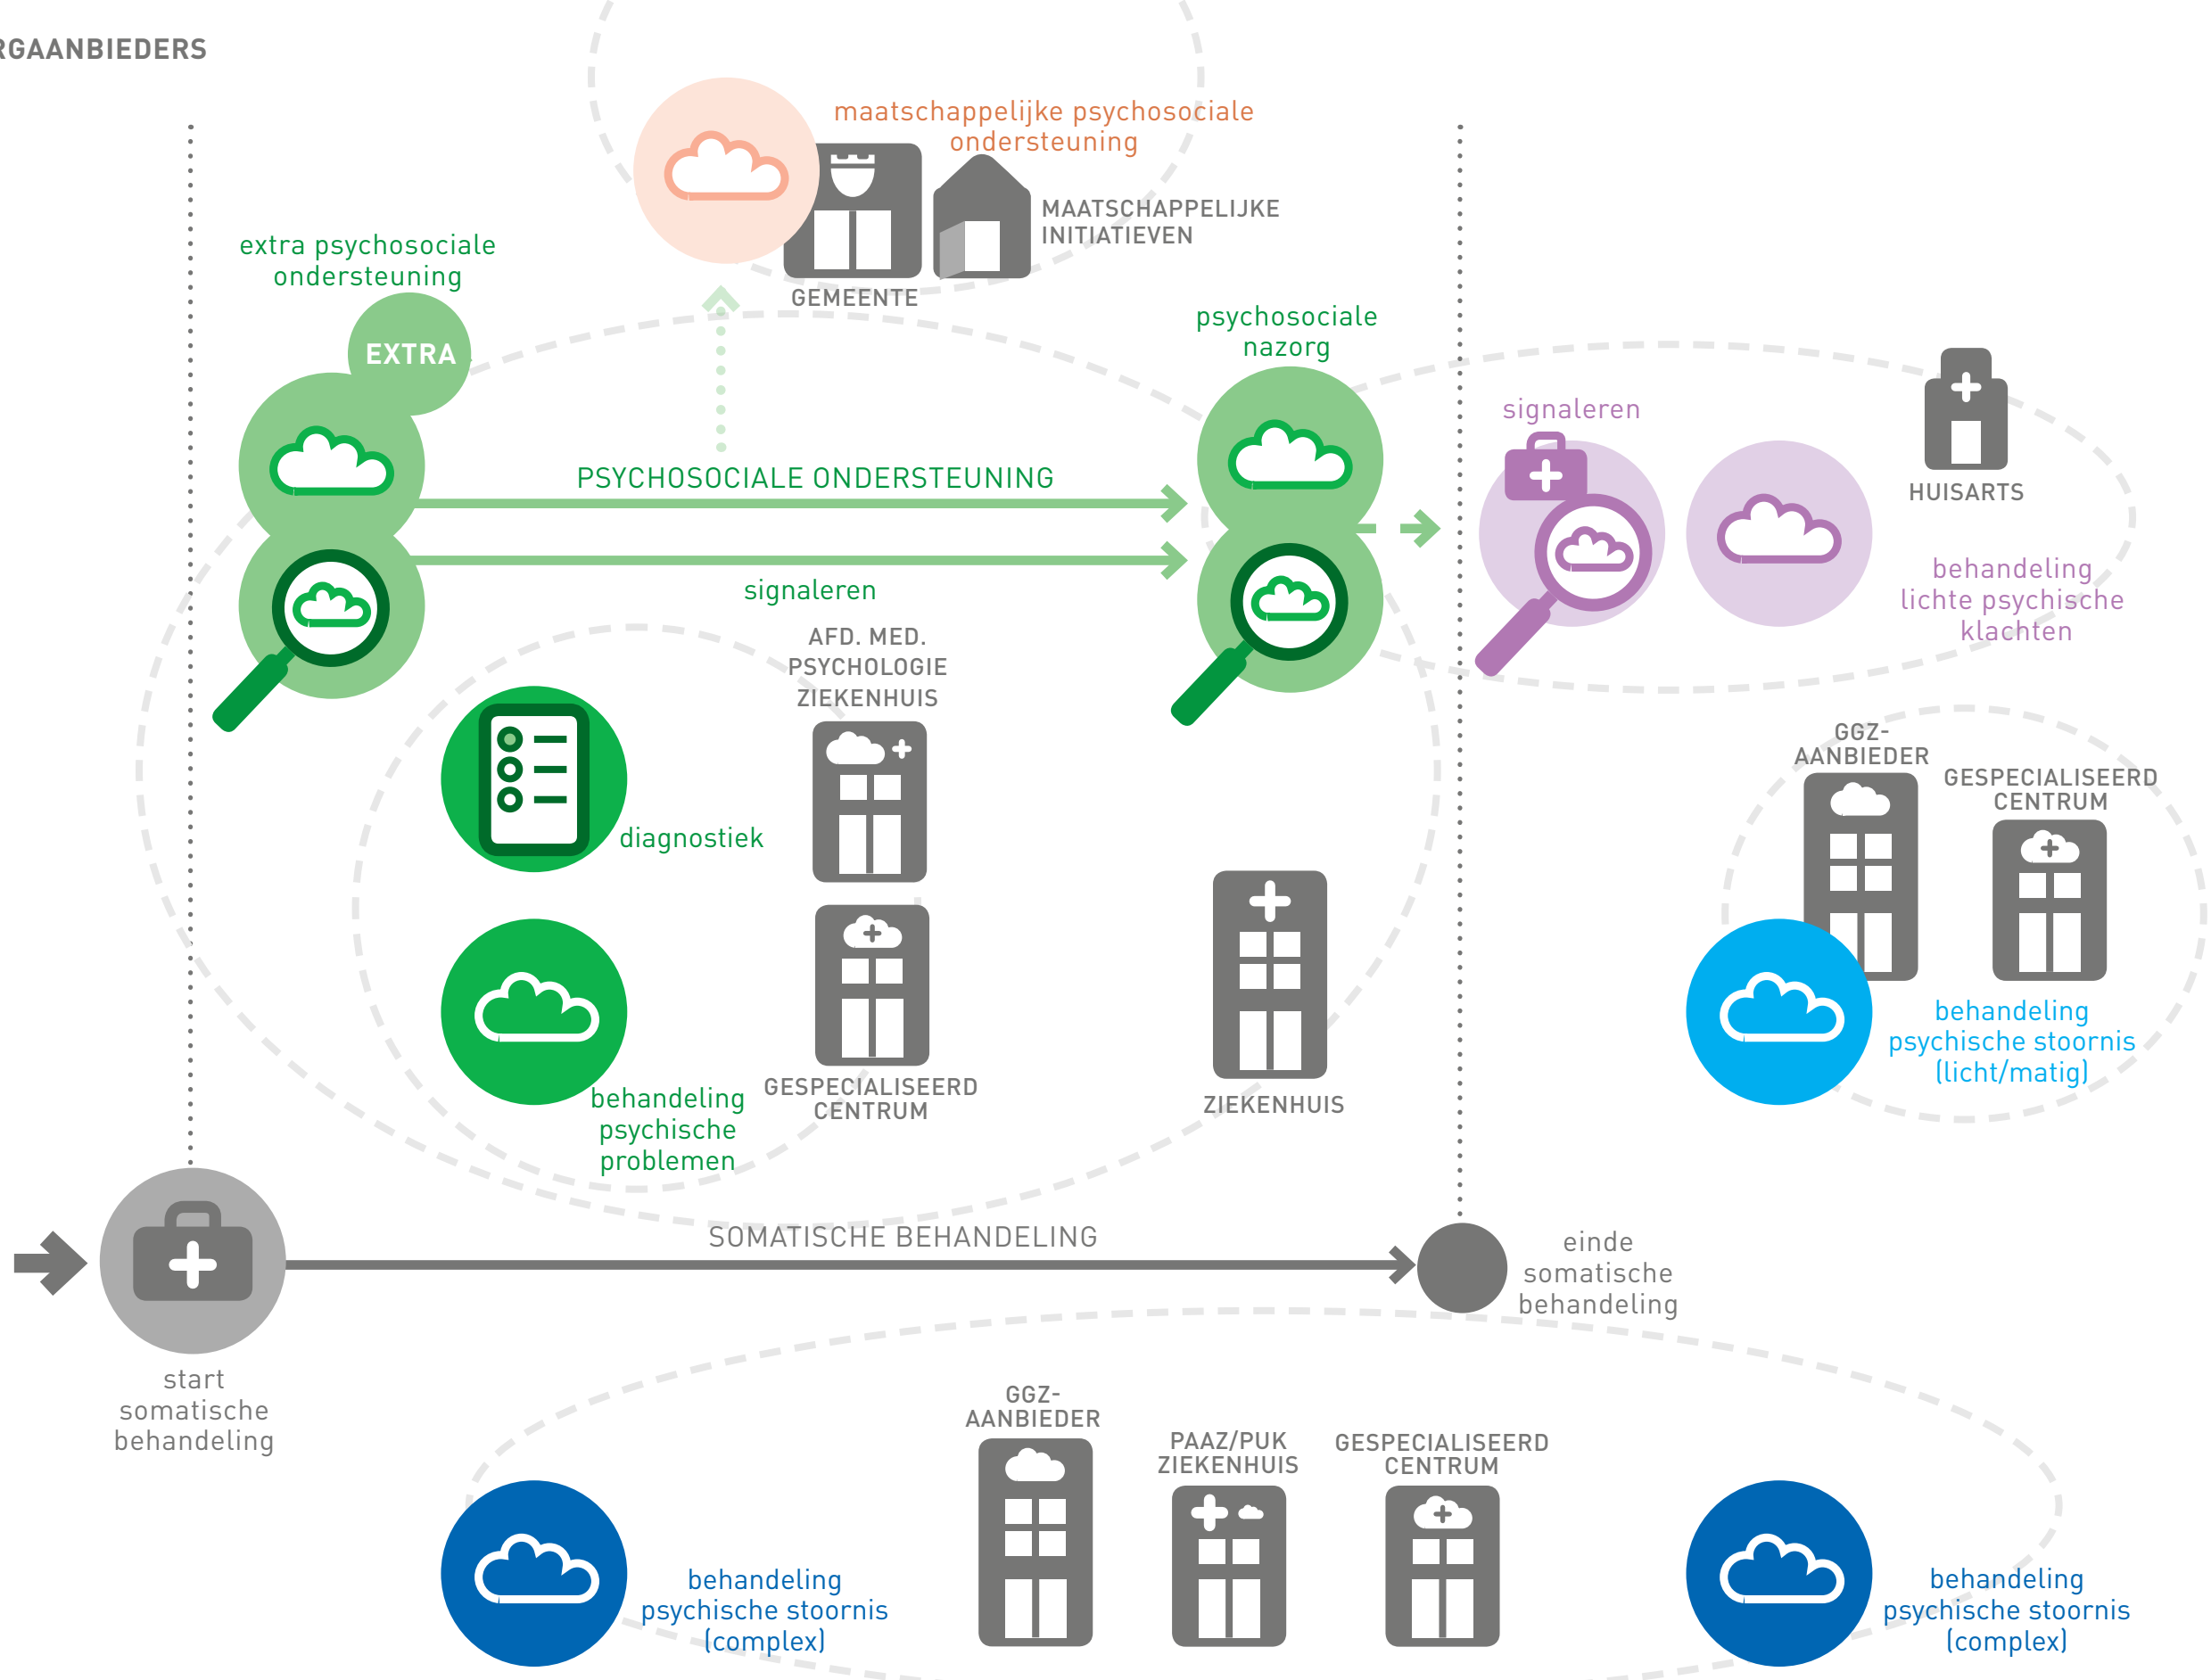 RGAANBIEDERS
maatschappelijke psychosociale
ondersteuning
MAATSCHAPPELIJKE
INITIATIEVEN
GEMEENTE
extra psychosociale
ondersteuning
EXTRA
psychosociale
nazorg
PSYCHOSOCIALE ONDERSTEUNING
signaleren
signaleren
HUISARTS
behandeling
lichte psychische
klachten
AFD. MED.
PSYCHOLOGIE
ZIEKENHUIS
diagnostiek
GESPECIALISEERD
CENTRUM
behandeling
psychische
problemen
ZIEKENHUIS
GGZ-
AANBIEDER
GESPECIALISEERD
CENTRUM
behandeling
psychische stoornis
(licht/matig)
SOMATISCHE BEHANDELING
einde
somatische
behandeling
start
somatische
behandeling
GGZ-
AANBIEDER
PAAZ/PUK
ZIEKENHUIS
GESPECIALISEERD
CENTRUM
behandeling
psychische stoornis
(complex)
behandeling
psychische stoornis
(complex)